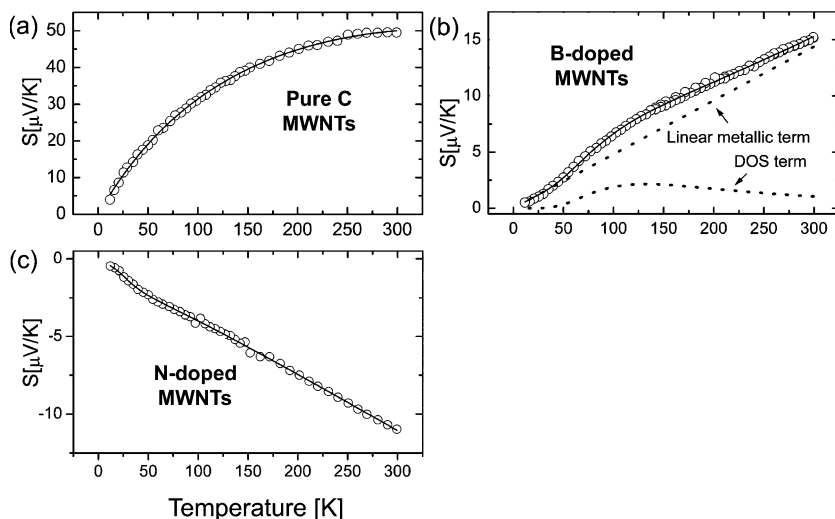 (a)
50
40
30
20
10
0
S[μV/K]
Pure C
MWNTs
0 50 100 150 200 250 300
(b)
15
10
5
0
S[μV/K]
B-doped
MWNTs
Linear metallic term
DOS term
0 50 100 150 200 250 300
Temperature [K]
(c)
0
-5
-10
S[μV/K]
N-doped
MWNTs
0 50 100 150 200 250 300
Temperature [K]